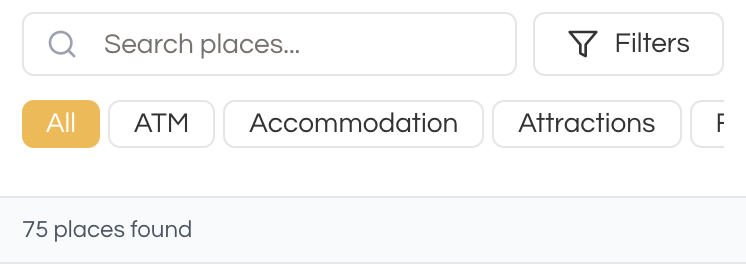 Search places...
Filters
All
ATM
Accommodation
Attractions
75 places found